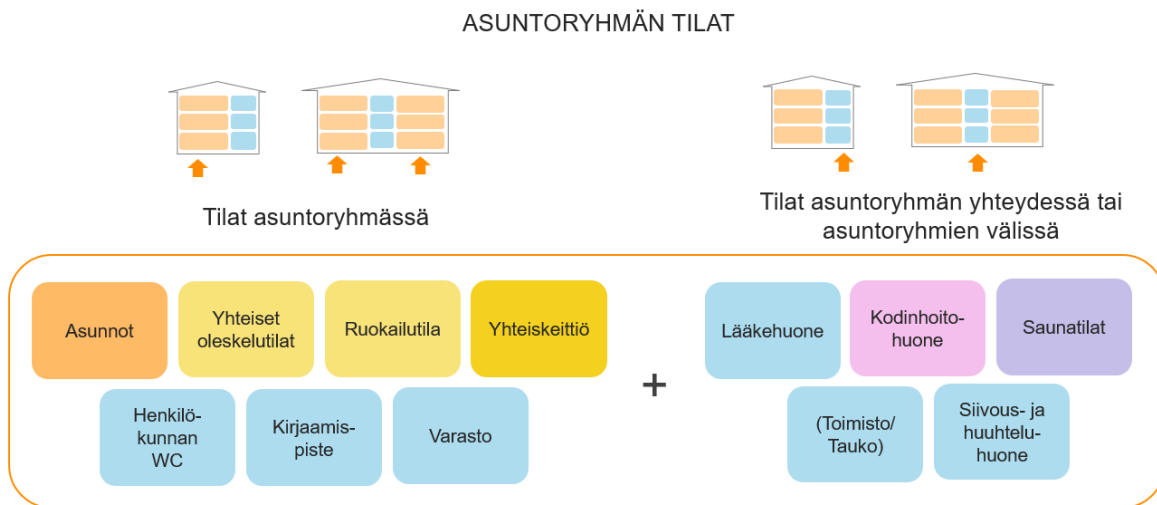 ASUNTORYHMÄN TILAT
Tilat asuntoryhmässä
Tilat asuntoryhmän yhteydessä tai
asuntoryhmien välissä
Asunnot
Yhteiset
oleskelutilat
Ruokailutila
Yhteiskeittiö
Henkilö-
kunnan
WC
Kirjaamis-
piste
Varasto
+
Lääkehuone
Kodinhoito-
huone
Saunatilat
(Toimisto/
Tauko)
Siivous- ja
huuhtelu-
huone